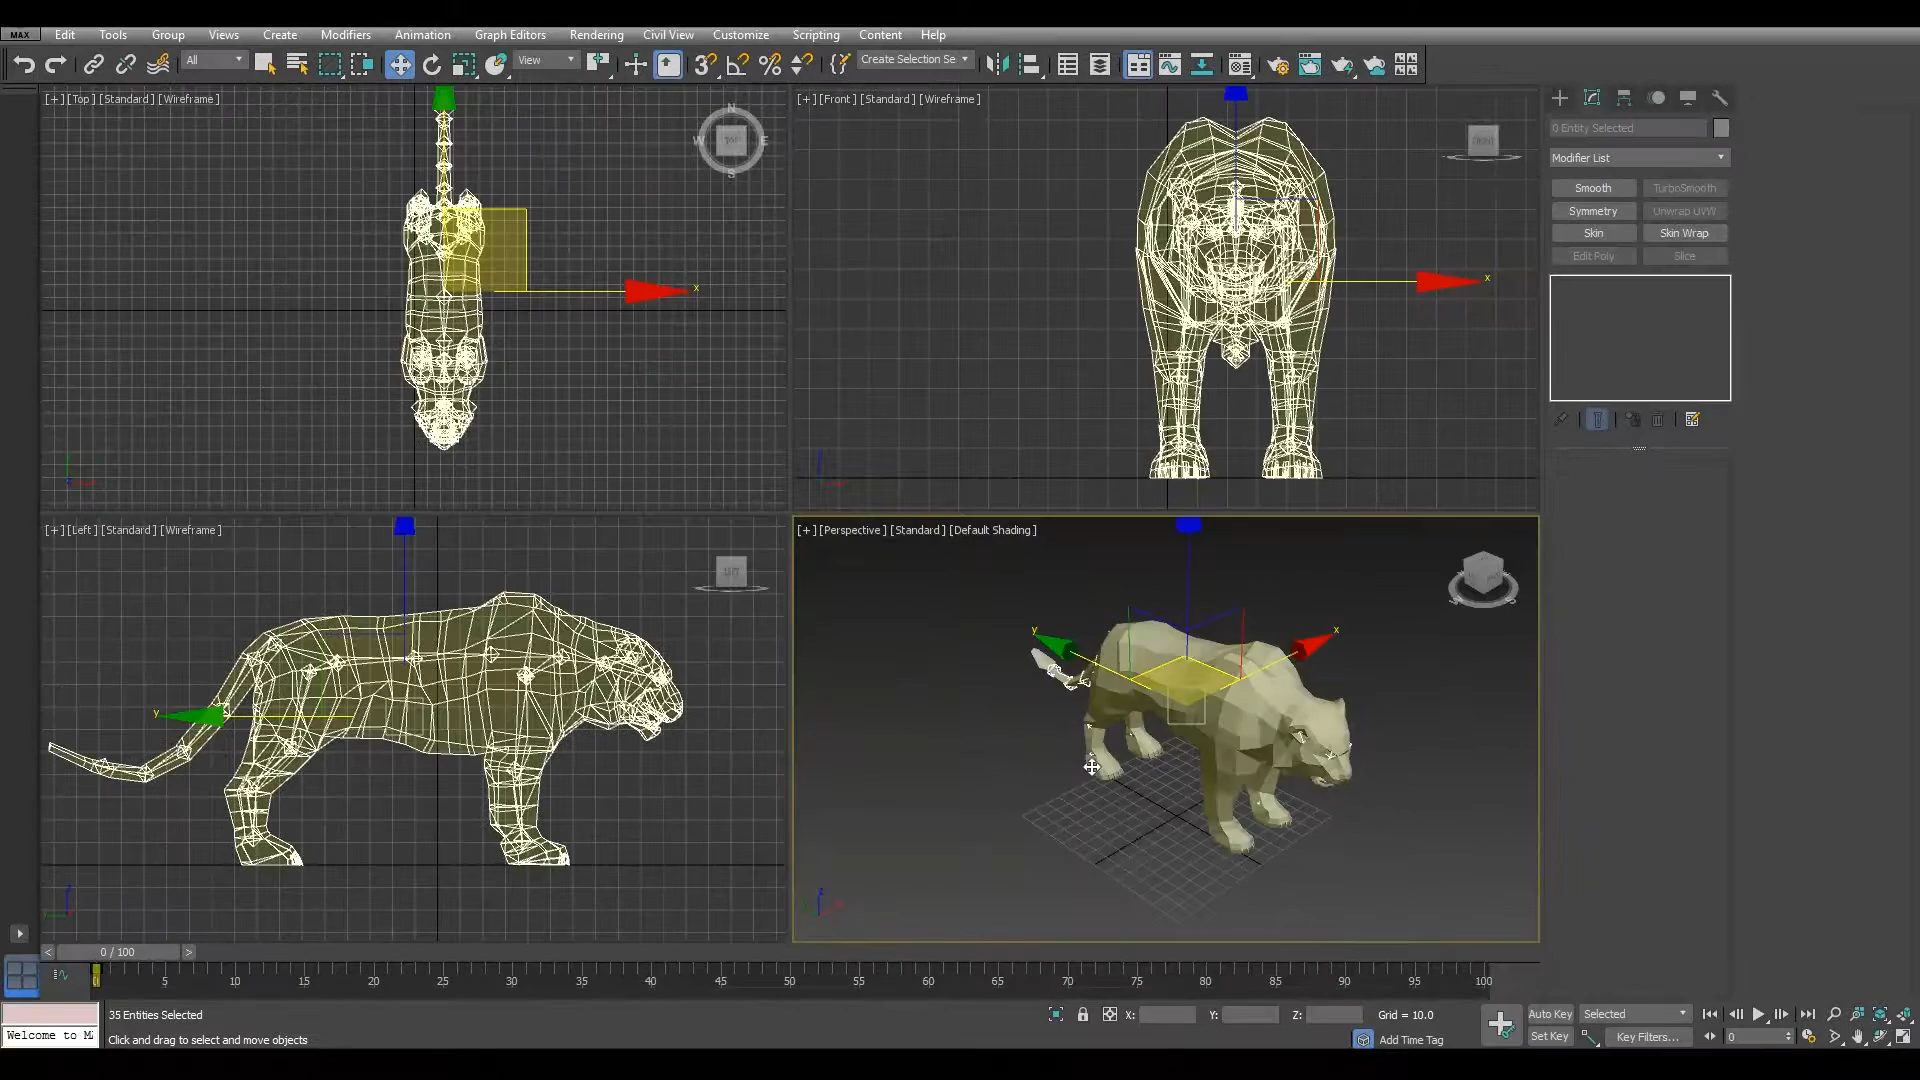 MAX Edit Tools Group Views Create Modifiers Animation Graph Editors Rendering Civil View Customize Scripting Content Help
All View 3 Create Selection Se
[+] [Top] [Standard] [Wireframe]
N
W TOP E
S
x
[+] [Front] [Standard] [Wireframe]
FRONT
x
0 Entity Selected
Modifier List
Smooth TurboSmooth
Symmetry Unwrap UVW
Skin Skin Wrap
Edit Poly Slice
[+] [Left] [Standard] [Wireframe]
y
z
[+] [Perspective] [Standard] [Default Shading]
y x
z
< 0 / 100 >
5 10 15 20 25 30 35 40 45 50 55 60 65 70 75 80 85 90 95 100
35 Entities Selected X: Y: Z: Grid = 10.0 Auto Key Selected
Welcome to M
Click and drag to select and move objects Add Time Tag Set Key Key Filters... 0